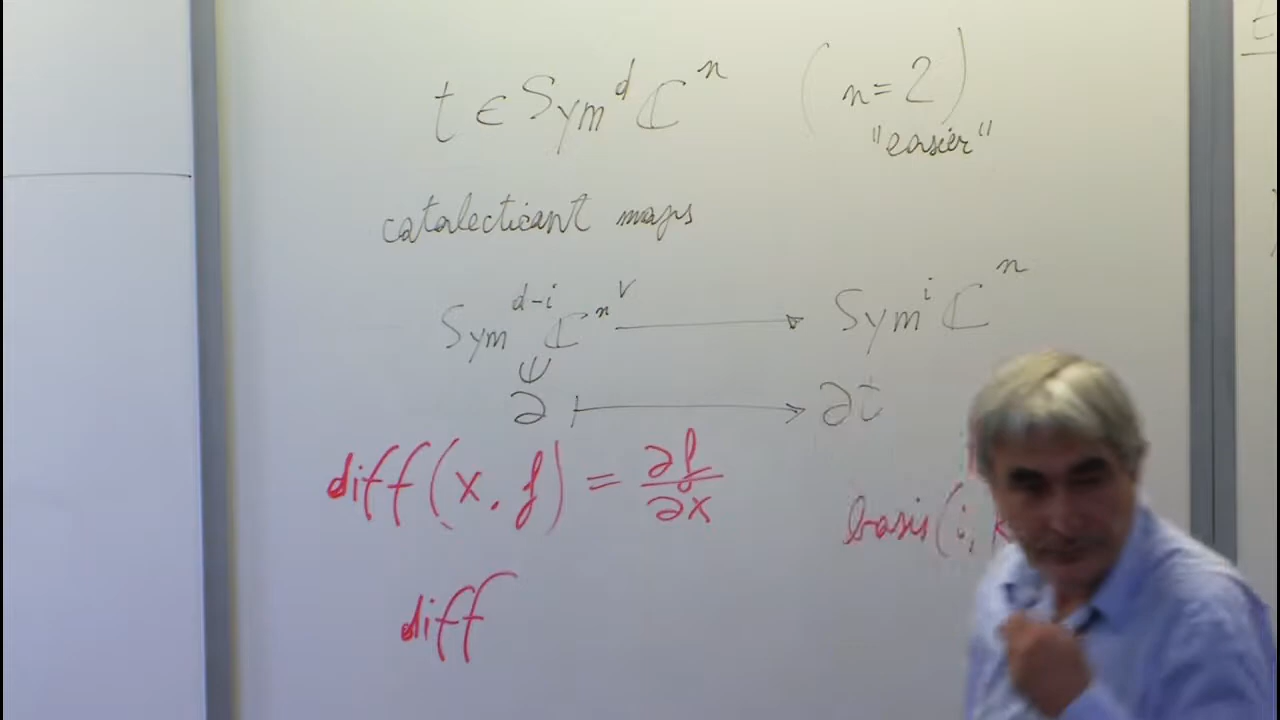 t ∈ Sym^d ℂ^n (n=2)
"easier"
catalecticant maps
Sym^{d-i} ℂ^{n ∨} → Sym^i ℂ^n
∪
∂ ↦ ∂t
diff(x, f) = ∂f/∂x
basis(i,
diff